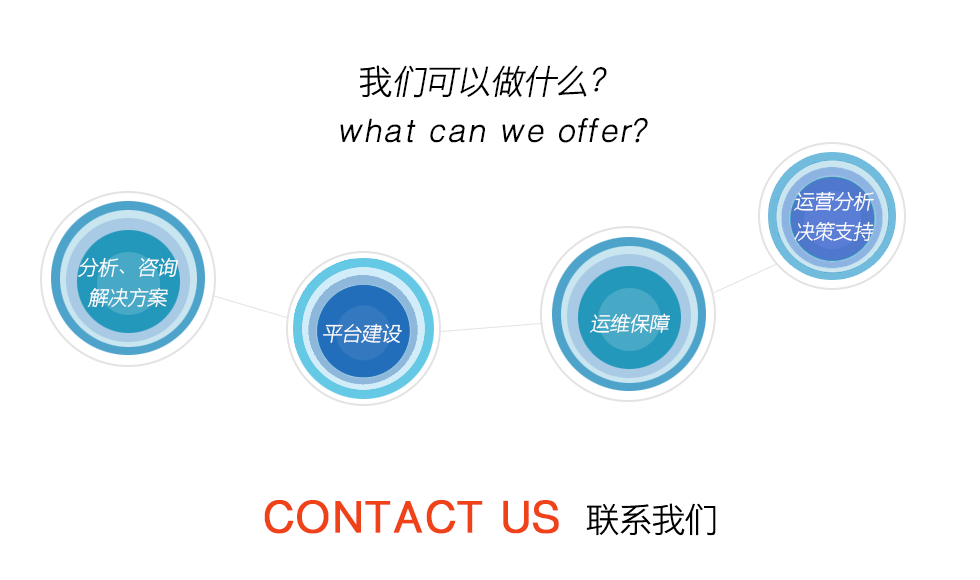 我们可以做什么?
what can we offer?
分析、咨询
解决方案
平台建设
运维保障
运营分析
决策支持
CONTACT US 联系我们